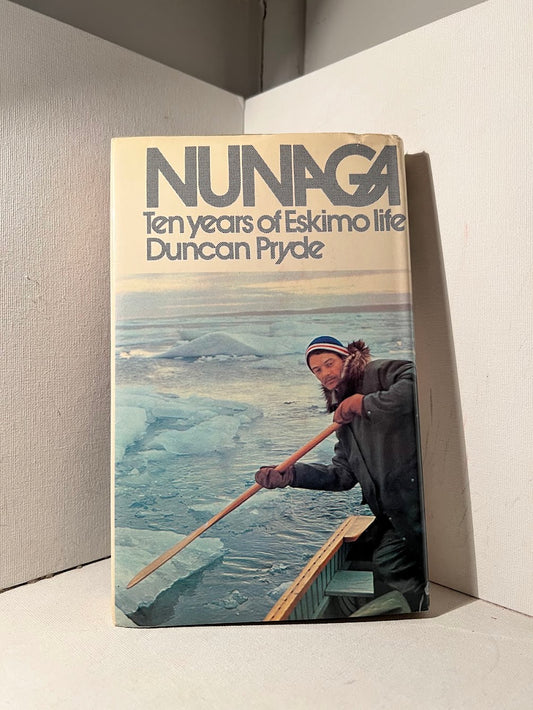 NUNAGA
Ten years of Eskimo life
Duncan Pryde